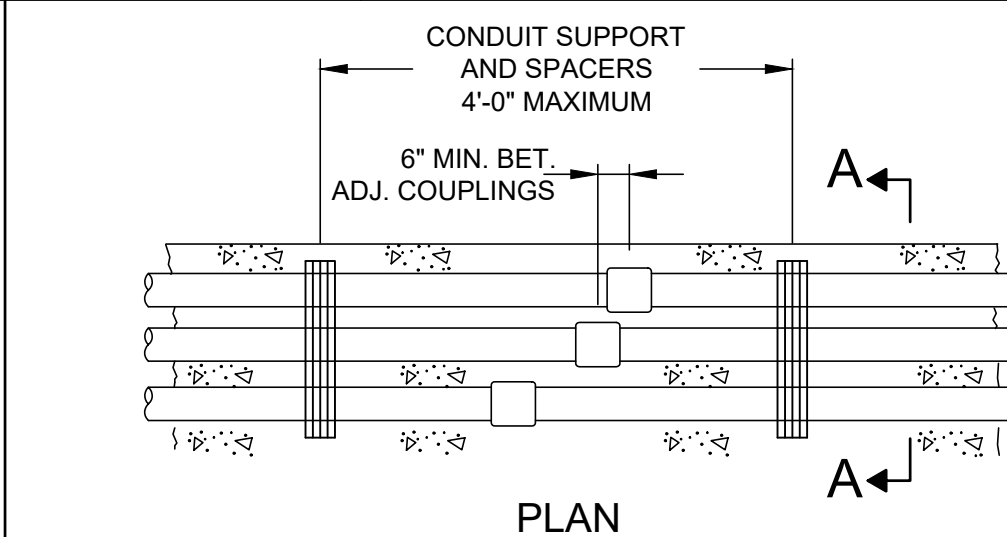 CONDUIT SUPPORT
AND SPACERS
4'-0" MAXIMUM
6" MIN. BET.
ADJ. COUPLINGS
A
A
PLAN